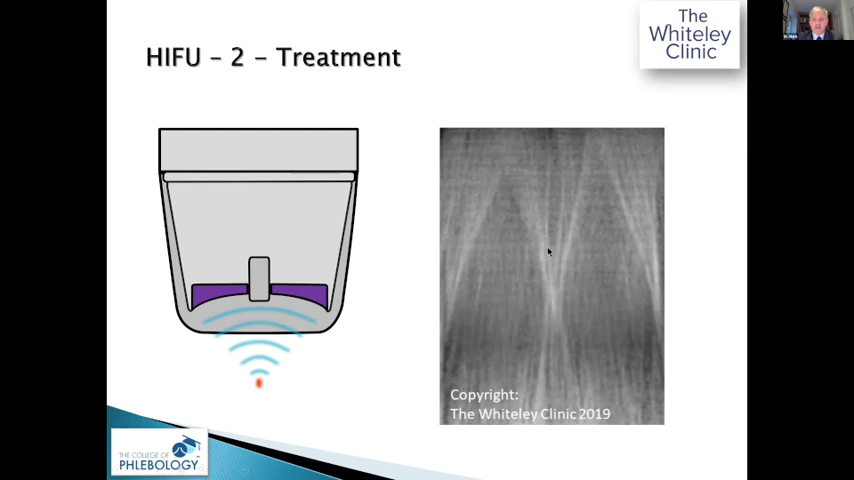 HIFU - 2 - Treatment
The
Whiteley
Clinic
Copyright:
The Whiteley Clinic 2019
THE COLLEGE OF
PHLEBOLOGY